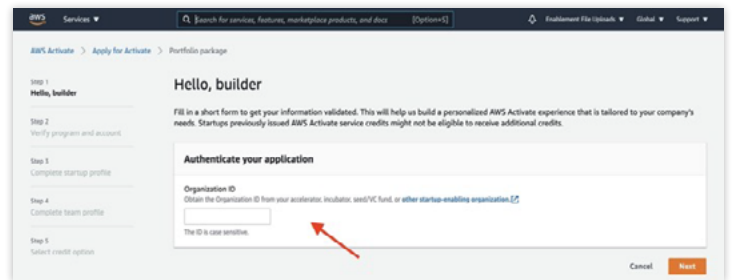 aws Services ▼ Search for services, features, marketplace products, and docs [Option+S] Enablement File Uploads ▼ Global ▼ Support ▼
AWS Activate > Apply for Activate > Portfolio package
Step 1
Hello, builder
Step 2
Verify program and account
Step 3
Complete startup profile
Step 4
Complete team profile
Step 5
Select credit option
Hello, builder
Fill in a short form to get your information validated. This will help us build a personalized AWS Activate experience that is tailored to your company's
needs. Startups previously issued AWS Activate service credits might not be eligible to receive additional credits.
Authenticate your application
Organization ID
Obtain the Organization ID from your accelerator, incubator, seed/VC fund, or other startup-enabling organization.
The ID is case sensitive.
Cancel Next